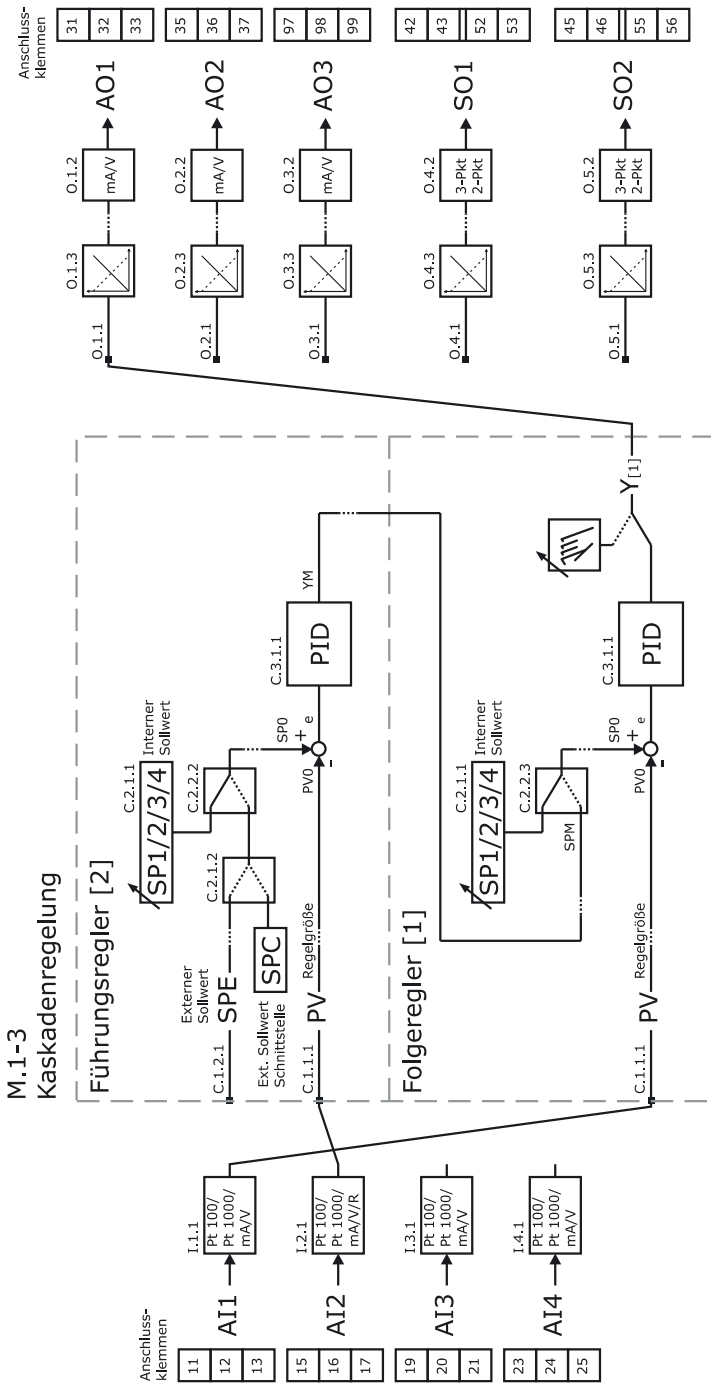 M.1-3
Kaskadenregelung
Anschluss-
klemmen
11
12
13
AI1
I.1.1
Pt 100/
Pt 1000/
mA/V
15
16
17
AI2
I.2.1
Pt 100/
Pt 1000/
mA/V/R
19
20
21
AI3
I.3.1
Pt 100/
Pt 1000/
mA/V
23
24
25
AI4
I.4.1
Pt 100/
Pt 1000/
mA/V
Führungsregler [2]
C.1.2.1
Externer
Sollwert
SPE
SPC
Ext. Sollwert
Schnittstelle
C.2.1.2
C.2.1.1
SP1/2/3/4
Interner
Sollwert
C.2.2.2
SP0
+
e
PV0
-
C.1.1.1
PV
Regelgröße
C.3.1.1
PID
YM
Folgeregler [1]
C.2.1.1
SP1/2/3/4
Interner
Sollwert
C.2.2.3
SPM
SP0
+
e
PV0
-
C.1.1.1
PV
Regelgröße
C.3.1.1
PID
Y[1]
Anschluss-
klemmen
O.1.1
O.1.3
O.1.2
mA/V
AO1
31
32
33
O.2.1
O.2.3
O.2.2
mA/V
AO2
35
36
37
O.3.1
O.3.3
O.3.2
mA/V
AO3
97
98
99
O.4.1
O.4.3
O.4.2
3-Pkt
2-Pkt
SO1
42
43
52
53
O.5.1
O.5.3
O.5.2
3-Pkt
2-Pkt
SO2
45
46
55
56